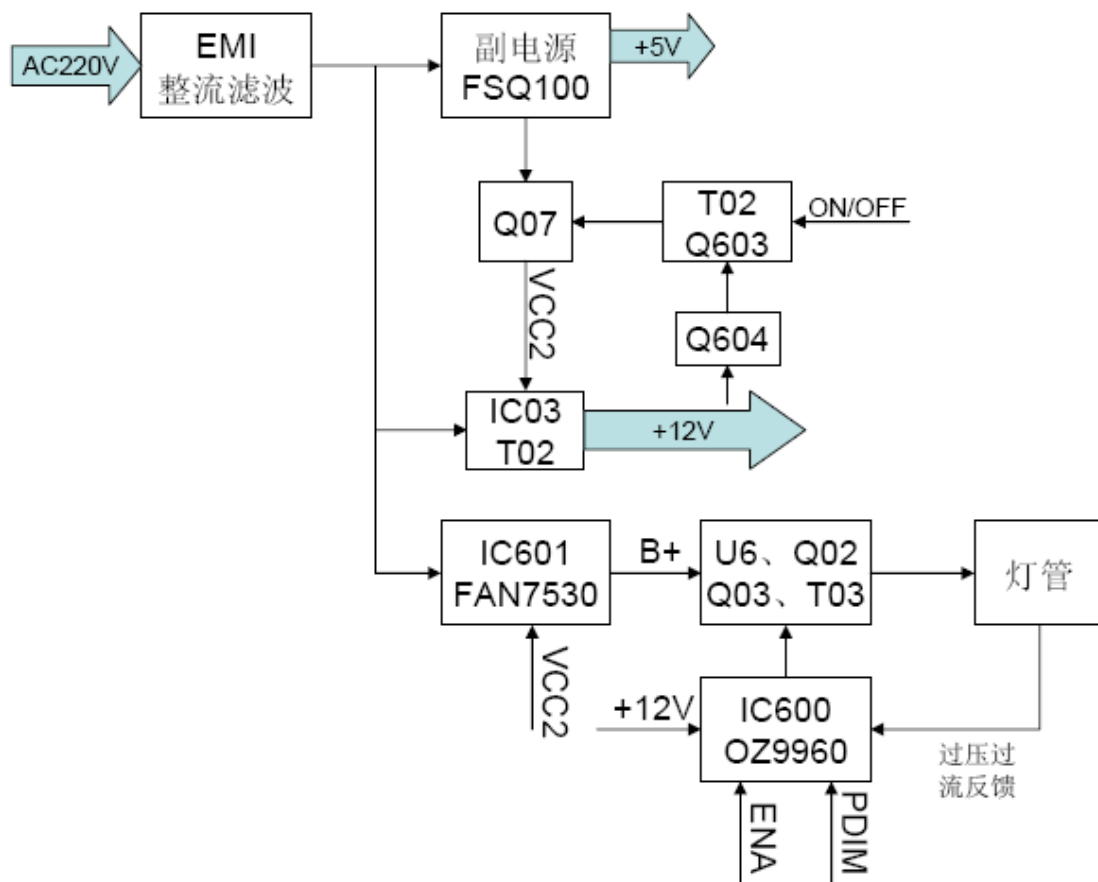 AC220V
EMI
整流滤波
副电源
FSQ100
+5V
Q07
T02
Q603
ON/OFF
VCC2
Q604
IC03
T02
+12V
IC601
FAN7530
B+
U6、Q02
Q03、T03
灯管
VCC2
+12V
IC600
OZ9960
过压过
流反馈
ENA
PDIM